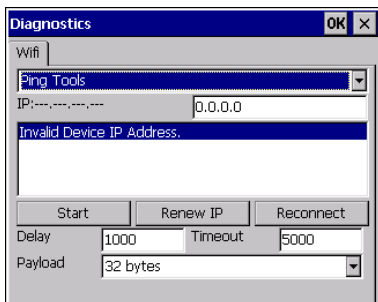 Diagnostics OK ×
Wifi
Ping Tools
IP:---.---.---.--- 0.0.0.0
Invalid Device IP Address.
Start Renew IP Reconnect
Delay 1000 Timeout 5000
Payload 32 bytes